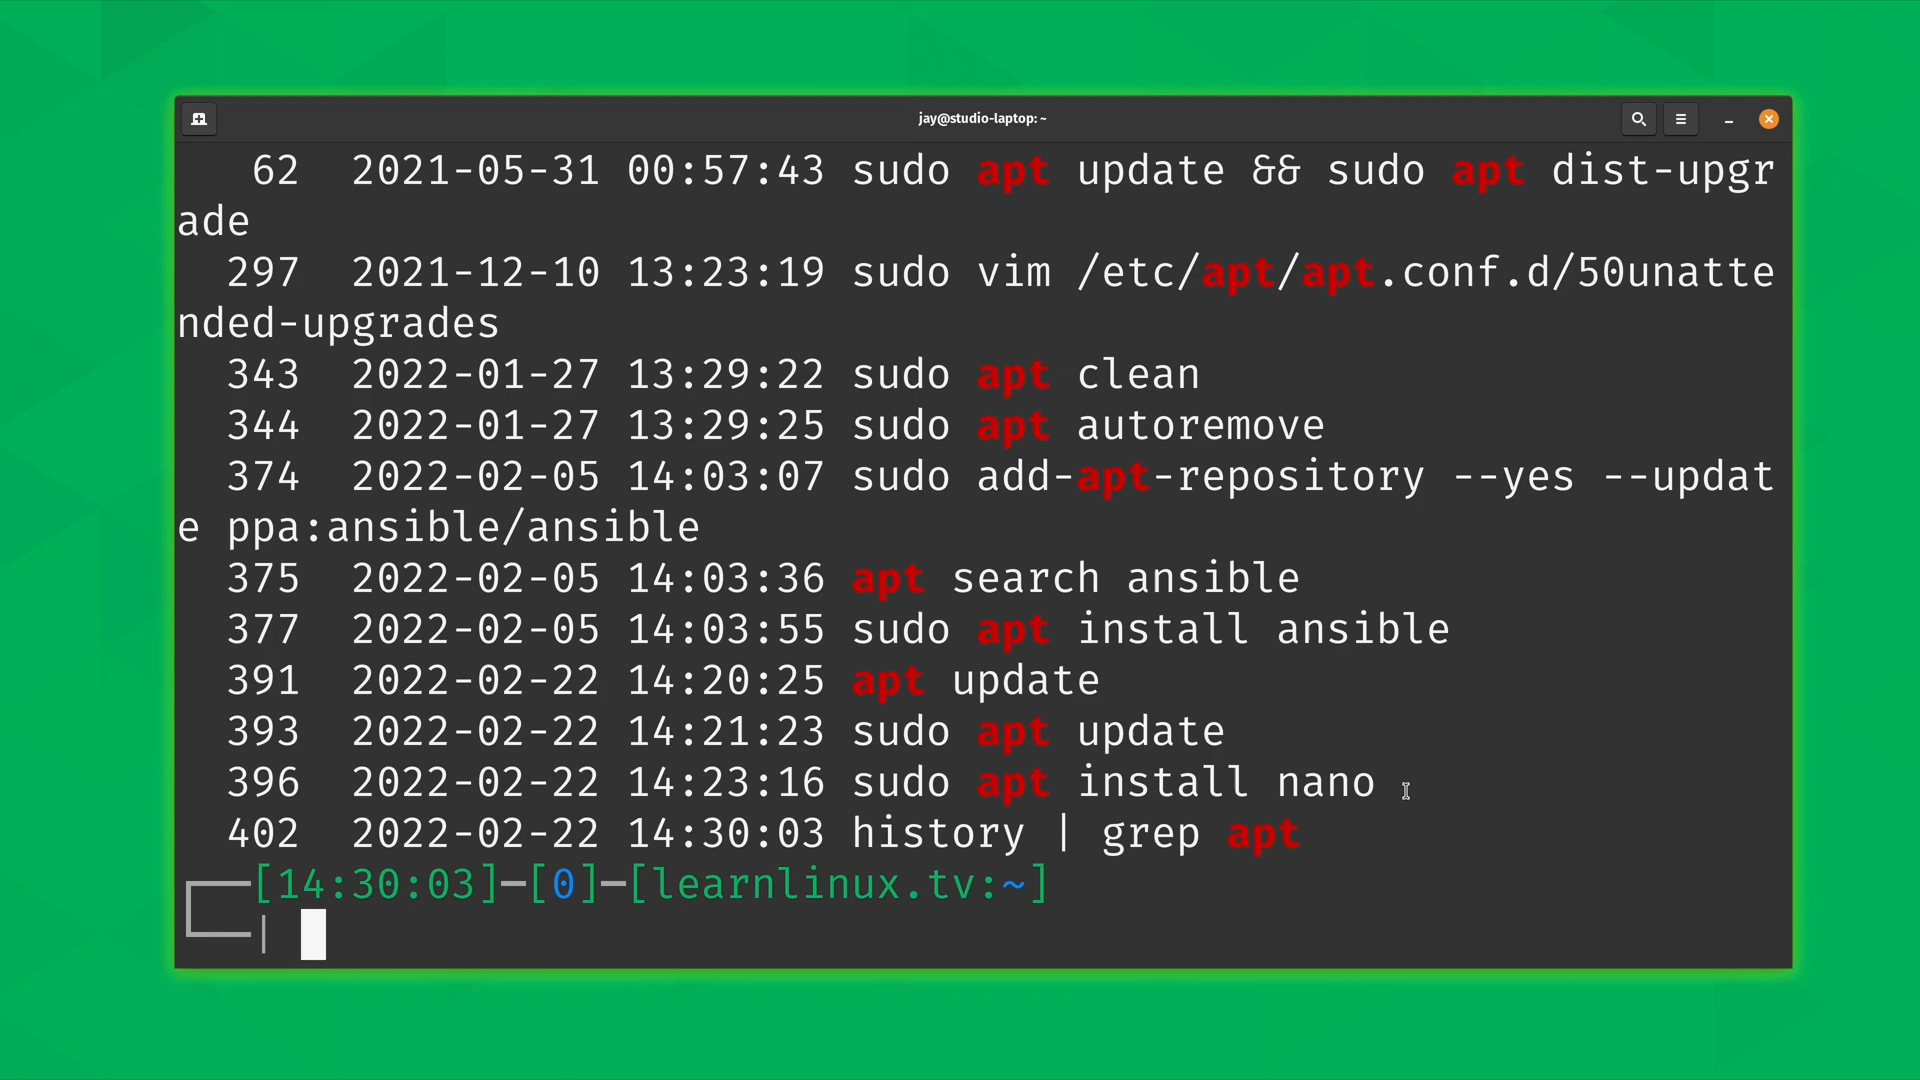 jay@studio-laptop: ~
62 2021-05-31 00:57:43 sudo apt update && sudo apt dist-upgr
ade
297 2021-12-10 13:23:19 sudo vim /etc/apt/apt.conf.d/50unatte
nded-upgrades
343 2022-01-27 13:29:22 sudo apt clean
344 2022-01-27 13:29:25 sudo apt autoremove
374 2022-02-05 14:03:07 sudo add-apt-repository --yes --updat
e ppa:ansible/ansible
375 2022-02-05 14:03:36 apt search ansible
377 2022-02-05 14:03:55 sudo apt install ansible
391 2022-02-22 14:20:25 apt update
393 2022-02-22 14:21:23 sudo apt update
396 2022-02-22 14:23:16 sudo apt install nano
402 2022-02-22 14:30:03 history | grep apt
┌──[14:30:03]─[0]─[learnlinux.tv:~]
└──|